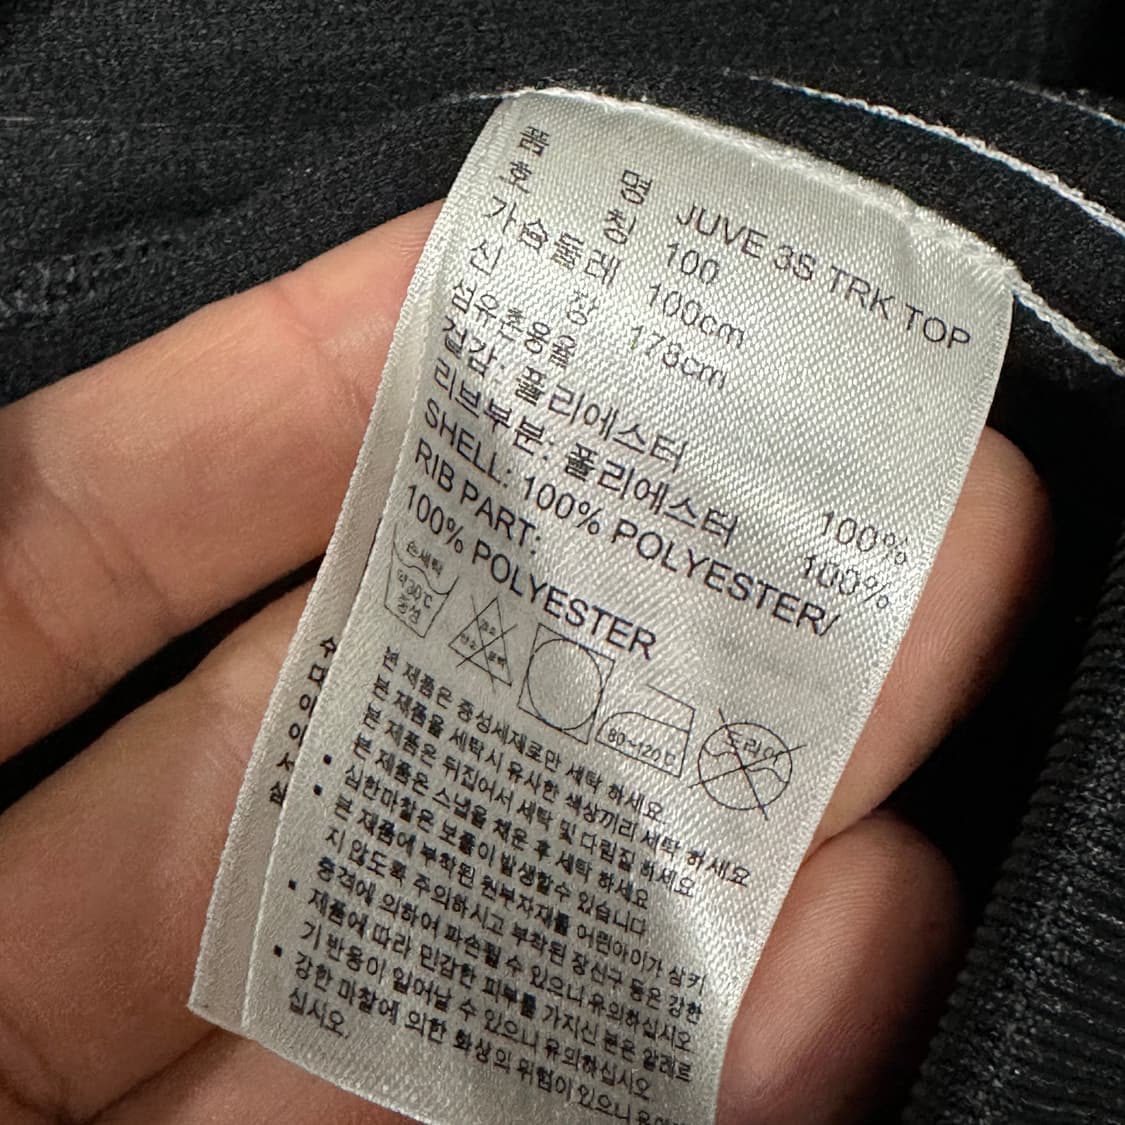 품 명 JUVE 3S TRK TOP
호 칭 100
가슴둘레 100cm
신 장 173cm
섬유혼용율
겉감: 폴리에스터 100%
리브부분: 폴리에스터 100%
SHELL: 100% POLYESTER/
RIB PART:
100% POLYESTER
손세탁
약30℃
중성
염소
산소 표백
80~120℃
드라이
본 제품은 중성세제로만 세탁 하세요.
본 제품을 세탁시 유사한 색상끼리 세탁 하세요
본 제품은 뒤집어서 세탁 및 다림질 하세요
본 제품은 스냅을 채운 후 세탁 하세요
심한마찰은 보풀이 발생할수 있습니다
본 제품에 부착된 원부자재를 어린아이가 삼키
지 않도록 주의하시고 부착된 장신구 등은 강한
충격에 의하여 파손될수 있으니 유의하십시오
제품에 따라 민감한 피부를 가지신 분은 알레르
기 반응이 일어날 수 있으니 유의하십시오
강한 마찰에 의한 화상의 위험이 있으니 유의하
십시오.